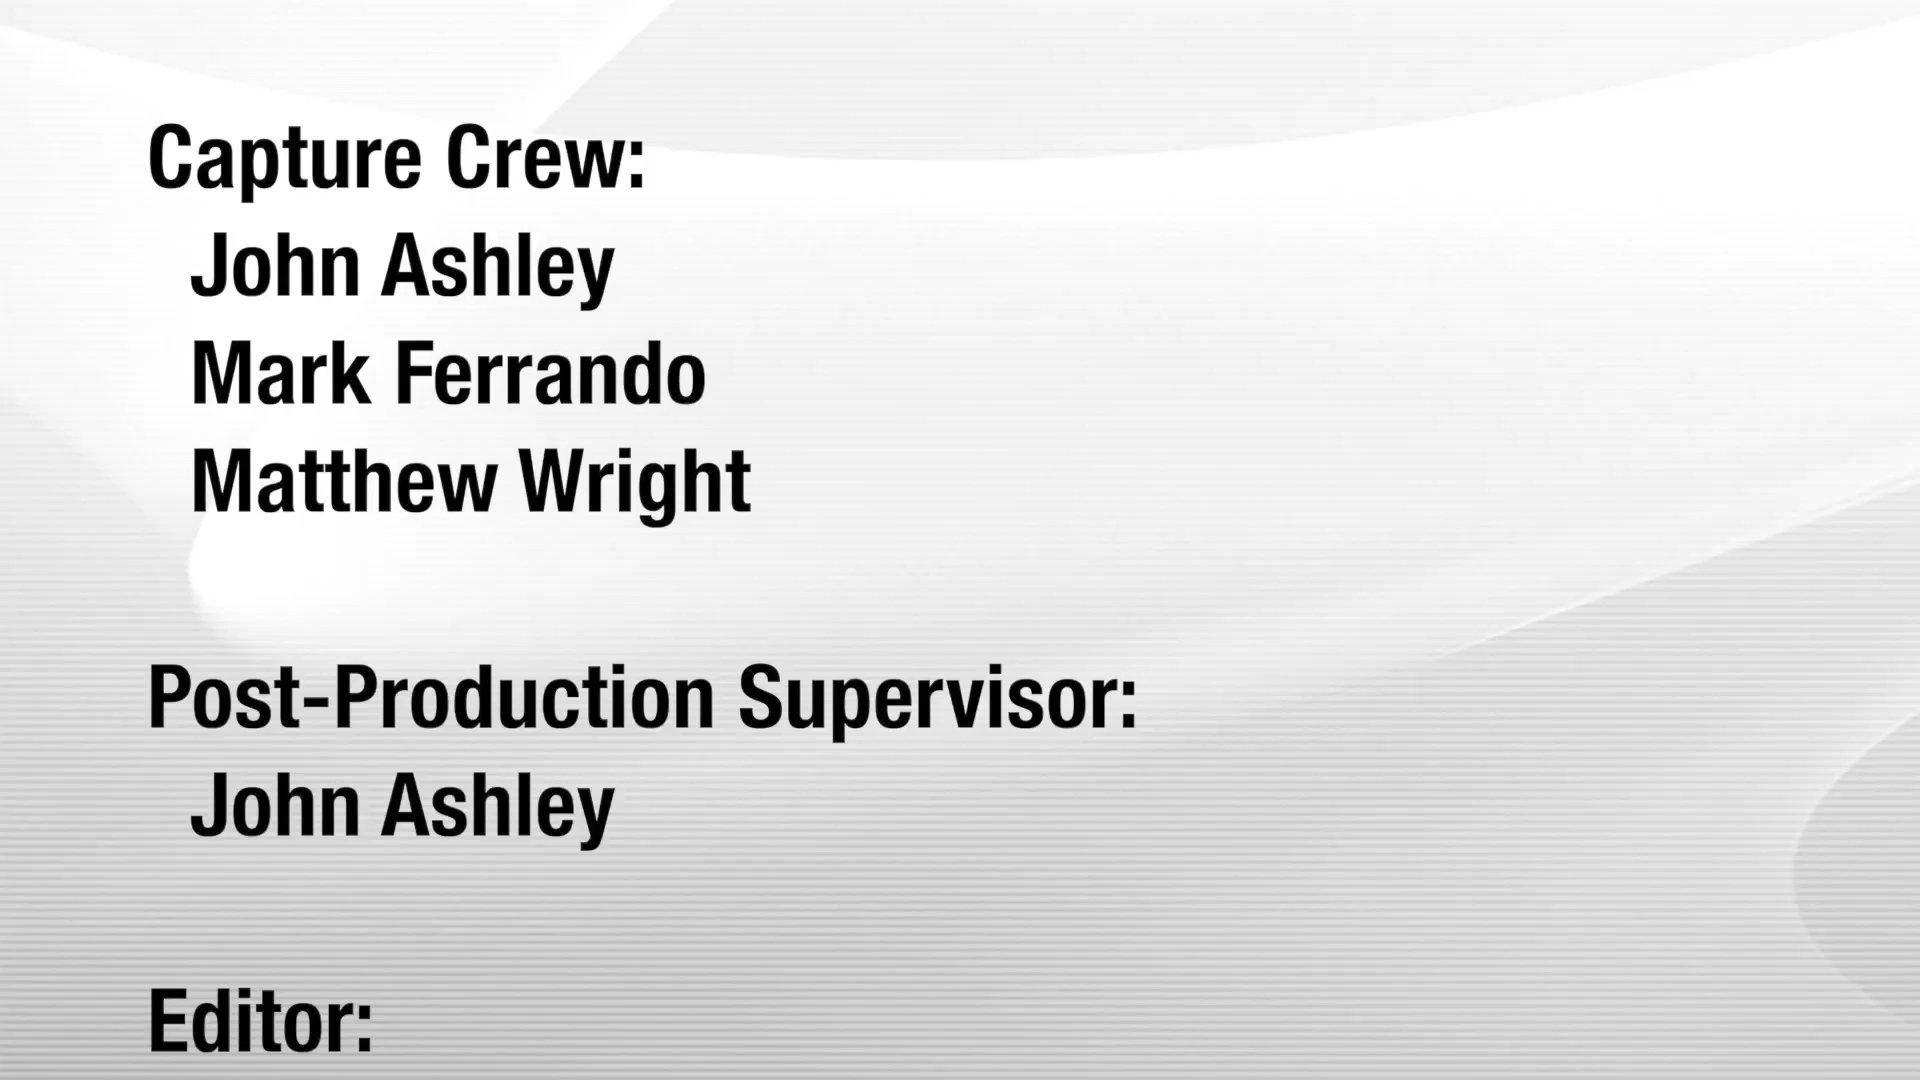 Capture Crew:
John Ashley
Mark Ferrando
Matthew Wright
Post-Production Supervisor:
John Ashley
Editor: